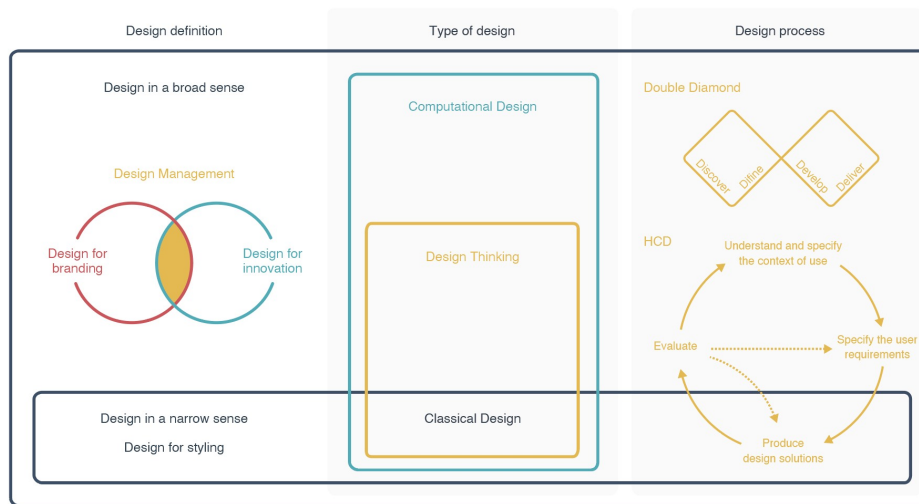 Design definition
Type of design
Design process
Design in a broad sense
Design Management
Design for
branding
Design for
innovation
Design in a narrow sense
Design for styling
Computational Design
Design Thinking
Classical Design
Double Diamond
Discover
Difine
Develop
Deliver
HCD
Understand and specify
the context of use
Specify the user
requirements
Produce
design solutions
Evaluate